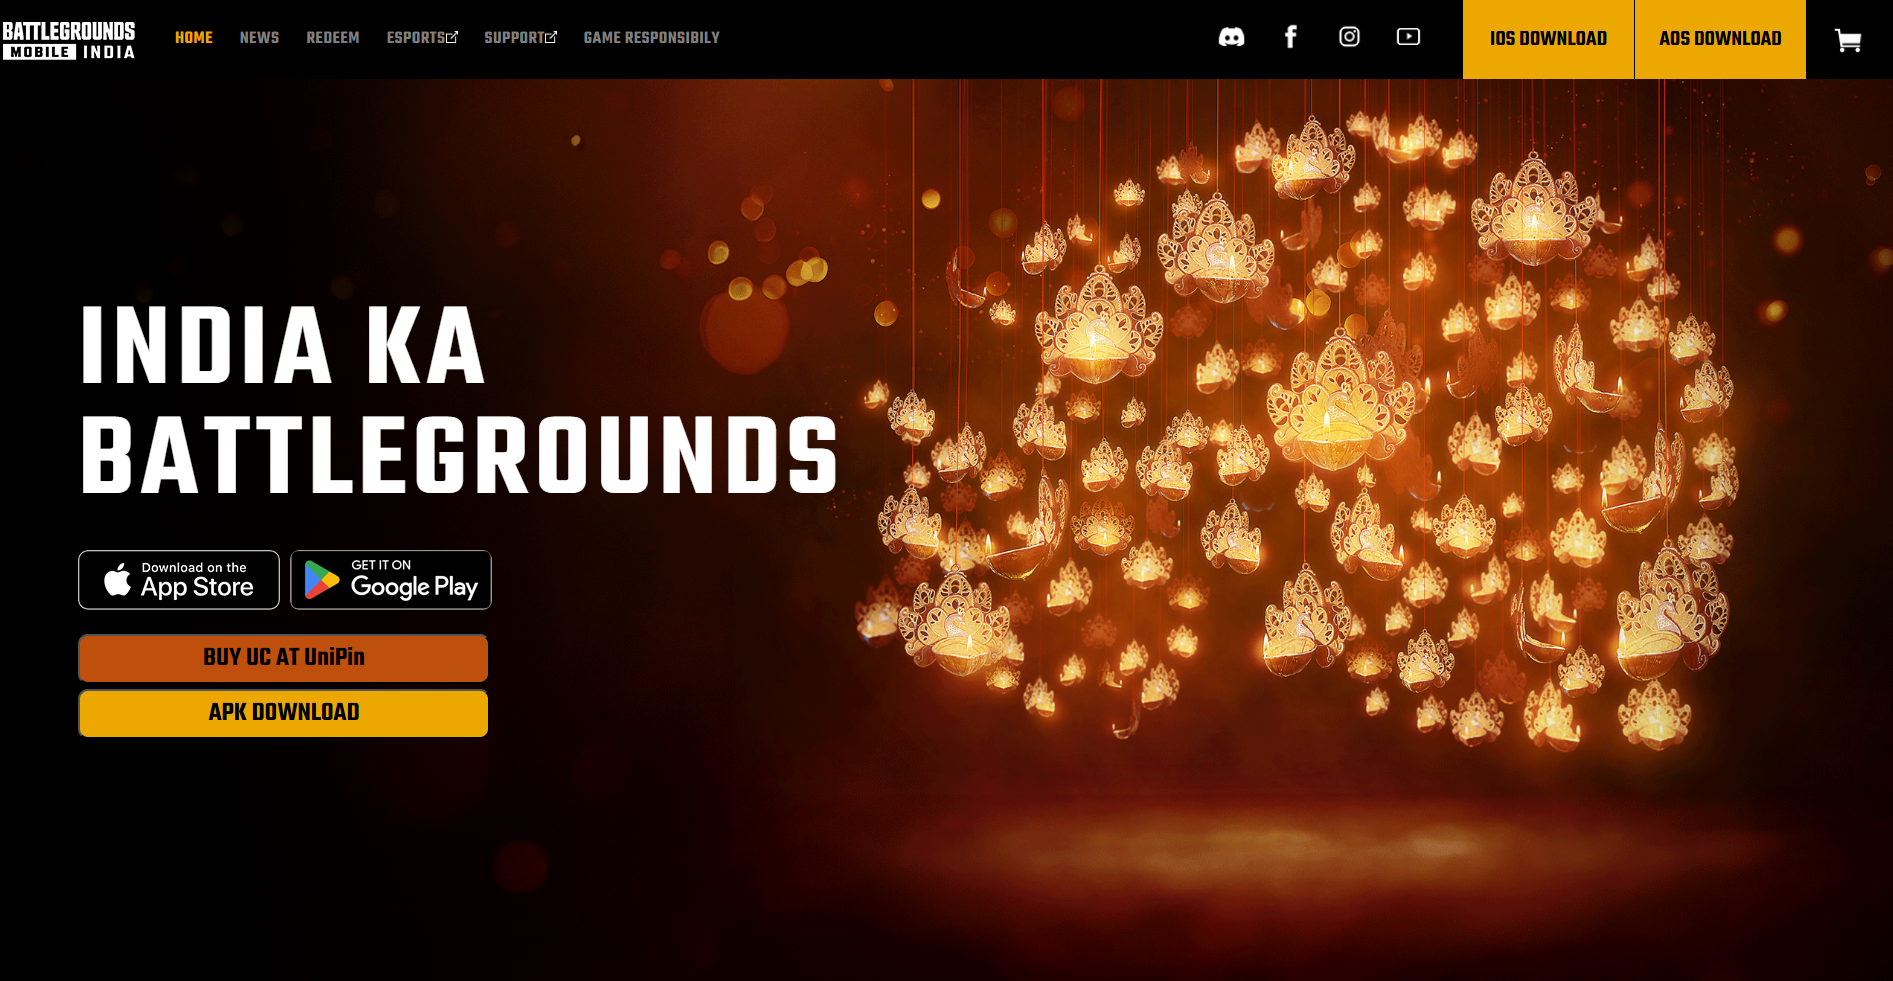 BATTLEGROUNDS
MOBILE INDIA
HOME NEWS REDEEM ESPORTS SUPPORT GAME RESPONSIBILY
IOS DOWNLOAD AOS DOWNLOAD
INDIA KA
BATTLEGROUNDS
Download on the
App Store
GET IT ON
Google Play
BUY UC AT UniPin
APK DOWNLOAD